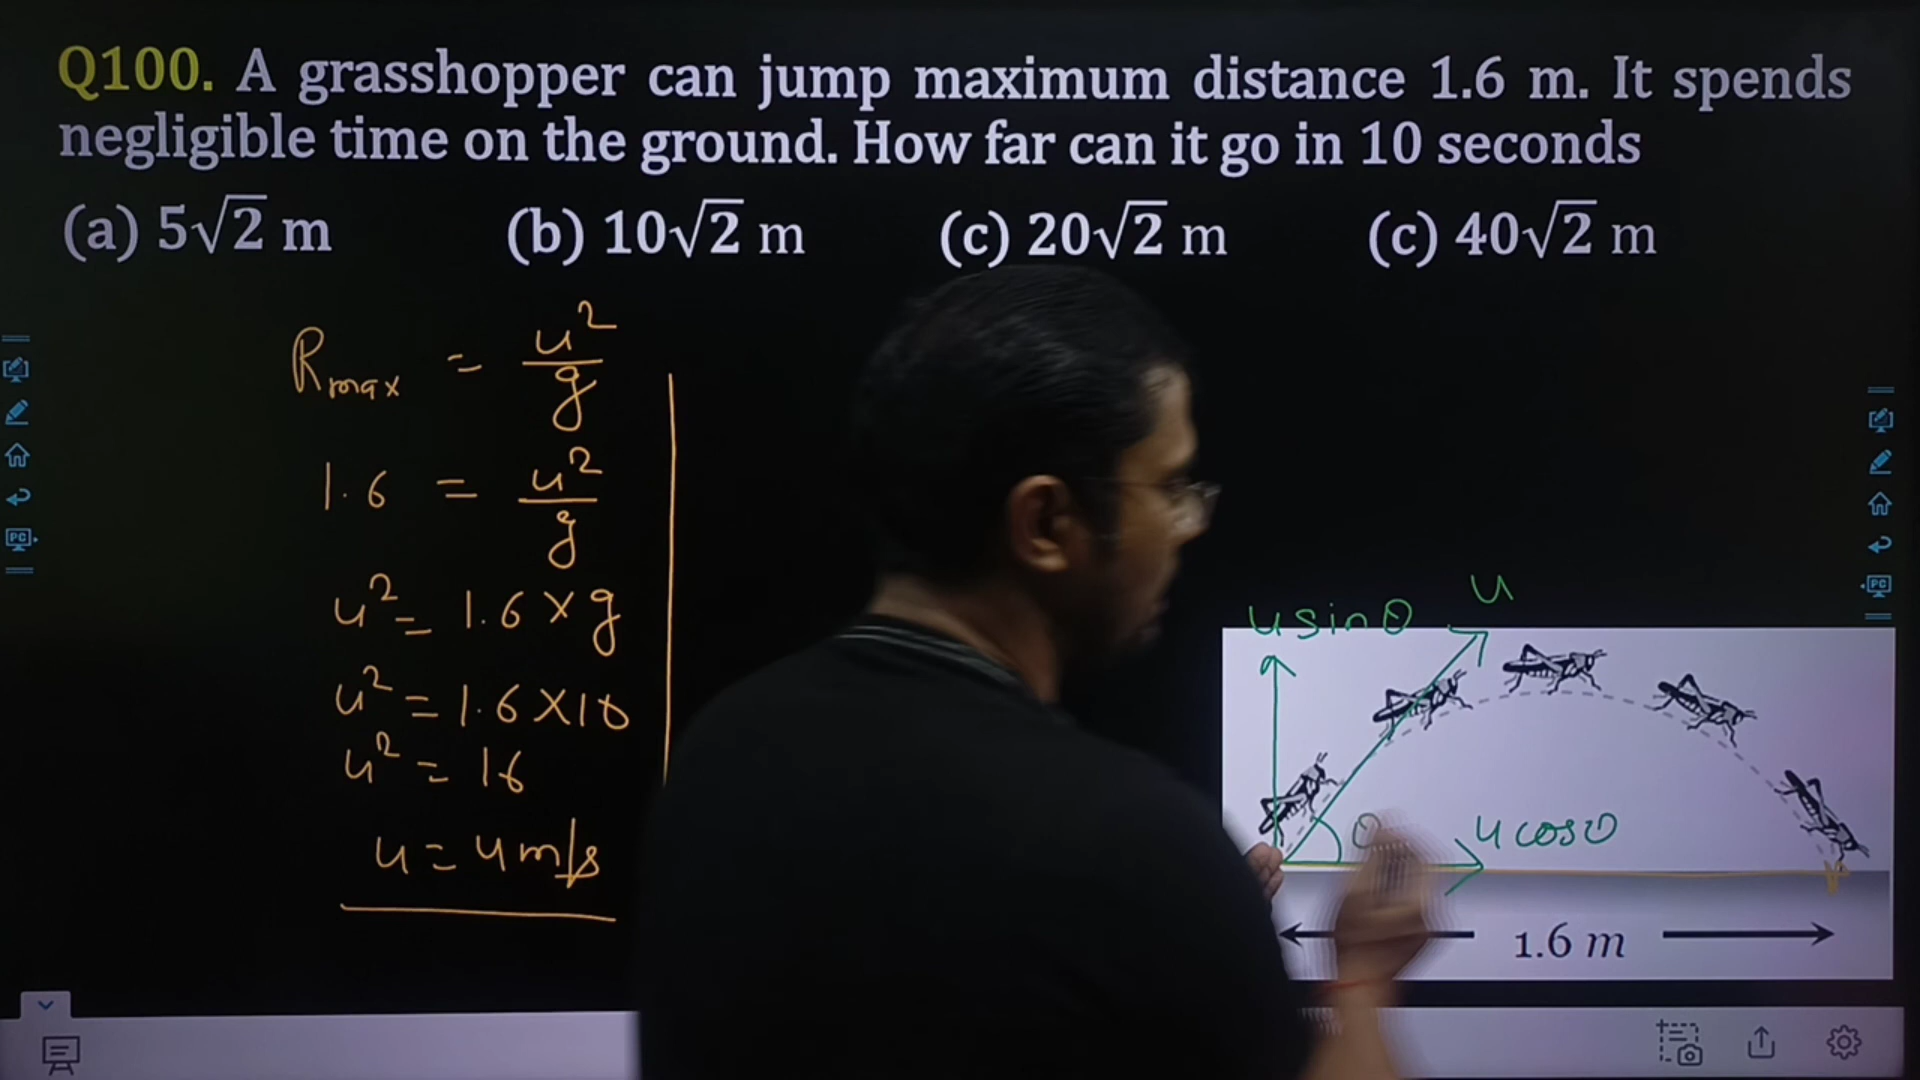 Q100. A grasshopper can jump maximum distance 1.6 m. It spends
negligible time on the ground. How far can it go in 10 seconds
(a) 5√2 m (b) 10√2 m (c) 20√2 m (c) 40√2 m
Rmax = u²/g
1.6 = u²/g
u² = 1.6 × g
u² = 1.6 × 10
u² = 16
u = 4 m/s
u
u sin θ
θ
u cos θ
1.6 m
PC
PC